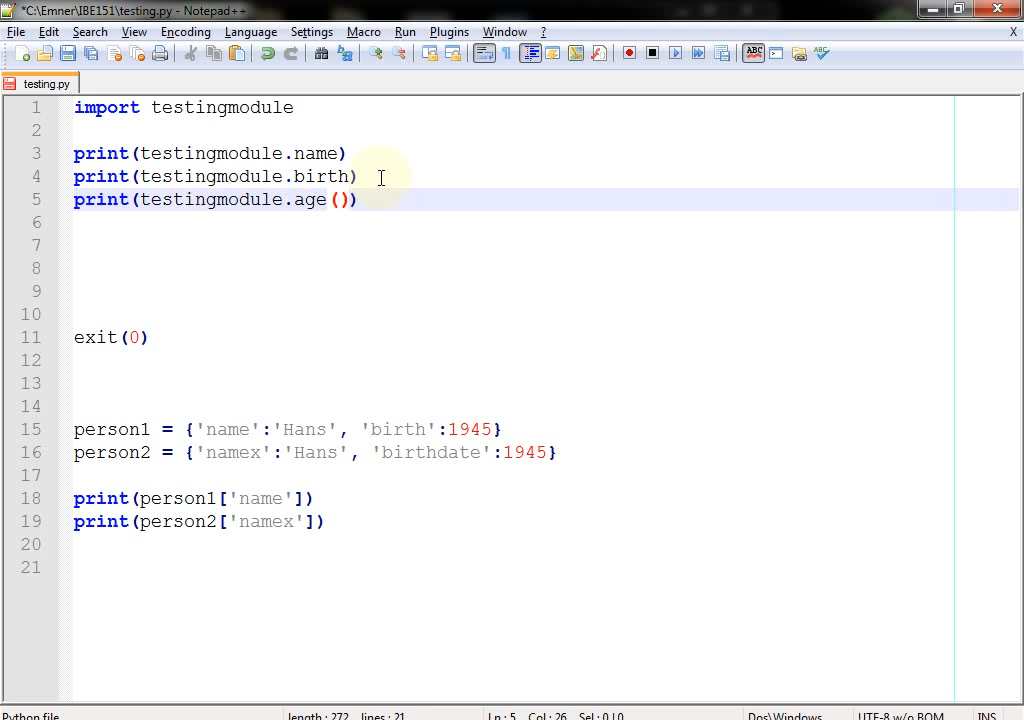 *C:\Emner\IBE151\testing.py - Notepad++
File Edit Search View Encoding Language Settings Macro Run Plugins Window ? X
testing.py
1 import testingmodule
2
3 print(testingmodule.name)
4 print(testingmodule.birth)
5 print(testingmodule.age())
6
7
8
9
10
11 exit(0)
12
13
14
15 person1 = {'name':'Hans', 'birth':1945}
16 person2 = {'namex':'Hans', 'birthdate':1945}
17
18 print(person1['name'])
19 print(person2['namex'])
20
21
Python file length : 272 lines : 21 Ln : 5 Col : 26 Sel : 0 | 0 Dos\Windows UTF-8 w/o BOM INS